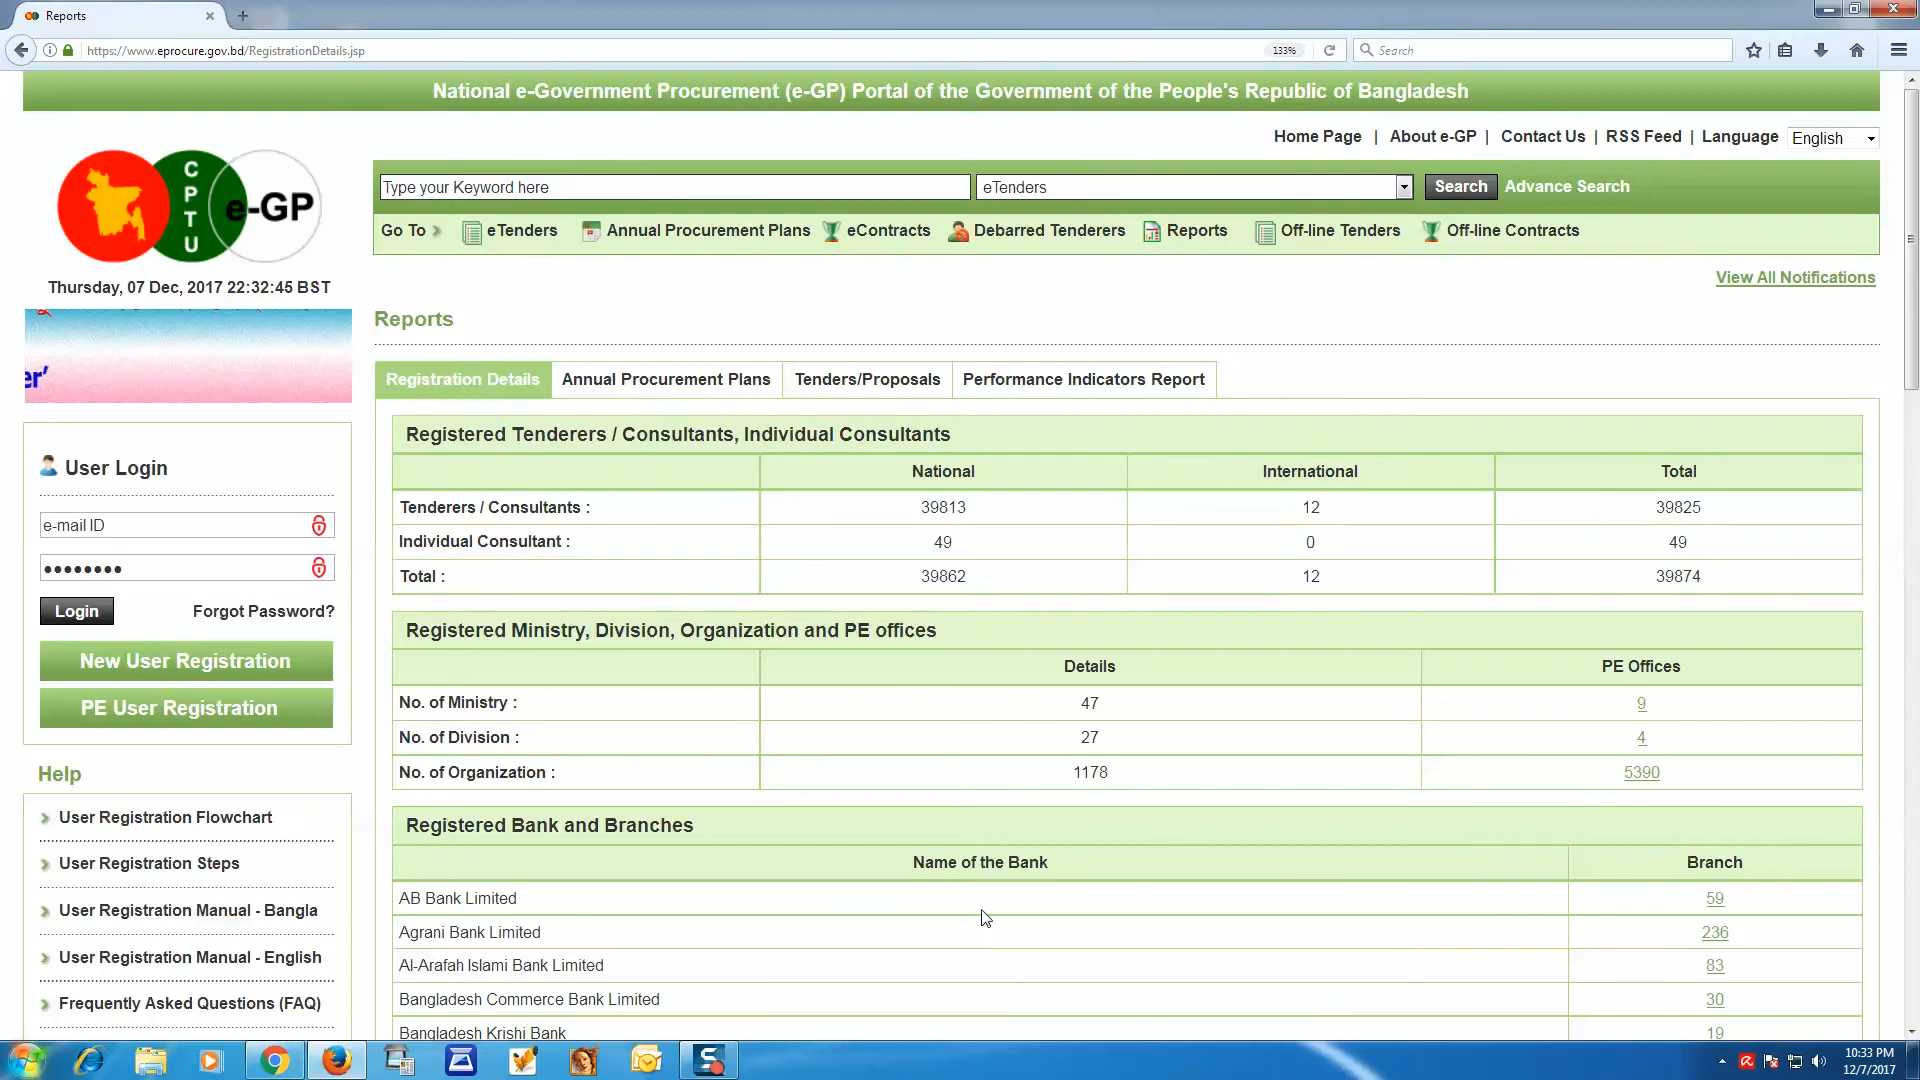 Reports
https://www.eprocure.gov.bd/RegistrationDetails.jsp
133%
Search
National e-Government Procurement (e-GP) Portal of the Government of the People's Republic of Bangladesh
Home Page | About e-GP | Contact Us | RSS Feed | Language English
CPTU
e-GP
Type your Keyword here
eTenders
Search
Advance Search
Go To
eTenders
Annual Procurement Plans
eContracts
Debarred Tenderers
Reports
Off-line Tenders
Off-line Contracts
Thursday, 07 Dec, 2017 22:32:45 BST
View All Notifications
er'
User Login
e-mail ID
Login
Forgot Password?
New User Registration
PE User Registration
Help
User Registration Flowchart
User Registration Steps
User Registration Manual - Bangla
User Registration Manual - English
Frequently Asked Questions (FAQ)
Reports
Registration Details
Annual Procurement Plans
Tenders/Proposals
Performance Indicators Report
Registered Tenderers / Consultants, Individual Consultants
National International Total
Tenderers / Consultants : 39813 12 39825
Individual Consultant : 49 0 49
Total : 39862 12 39874
Registered Ministry, Division, Organization and PE offices
Details PE Offices
No. of Ministry : 47 9
No. of Division : 27 4
No. of Organization : 1178 5390
Registered Bank and Branches
Name of the Bank Branch
AB Bank Limited 59
Agrani Bank Limited 236
Al-Arafah Islami Bank Limited 83
Bangladesh Commerce Bank Limited 30
Bangladesh Krishi Bank 19
10:33 PM
12/7/2017